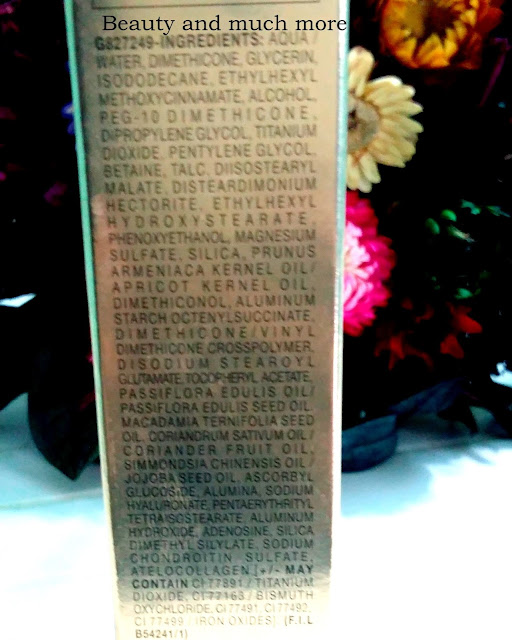 Beauty and much more
G827249-INGREDIENTS: AQUA /
WATER, DIMETHICONE, GLYCERIN,
ISODODECANE, ETHYLHEXYL
METHOXYCINNAMATE, ALCOHOL,
PEG-10 DIMETHICONE,
DIPROPYLENE GLYCOL, TITANIUM
DIOXIDE, PENTYLENE GLYCOL,
BETAINE, TALC, DIISOSTEARYL
MALATE, DISTEARDIMONIUM
HECTORITE, ETHYLHEXYL
HYDROXYSTEARATE,
PHENOXYETHANOL, MAGNESIUM
SULFATE, SILICA, PRUNUS
ARMENIACA KERNEL OIL/
APRICOT KERNEL OIL,
DIMETHICONOL, ALUMINUM
STARCH OCTENYLSUCCINATE,
DIMETHICONE/VINYL
DIMETHICONE CROSSPOLYMER,
DISODIUM STEAROYL
GLUTAMATE, TOCOPHERYL ACETATE,
PASSIFLORA EDULIS OIL/
PASSIFLORA EDULIS SEED OIL,
MACADAMIA TERNIFOLIA SEED
OIL, CORIANDRUM SATIVUM OIL/
CORIANDER FRUIT OIL,
SIMMONDSIA CHINENSIS OIL /
JOJOBA SEED OIL, ASCORBYL
GLUCOSIDE, ALUMINA, SODIUM
HYALURONATE, PENTAERYTHRITYL
TETRAISOSTEARATE, ALUMINUM
HYDROXIDE, ADENOSINE, SILICA
DIMETHYL SILYLATE, SODIUM
CHONDROITIN SULFATE,
ATELOCOLLAGEN [+/- MAY
CONTAIN CI 77891 / TITANIUM
DIOXIDE, CI 77163 / BISMUTH
OXYCHLORIDE, CI 77491, CI 77492,
CI 77499 / IRON OXIDES] (F.I.L
B54241/1)